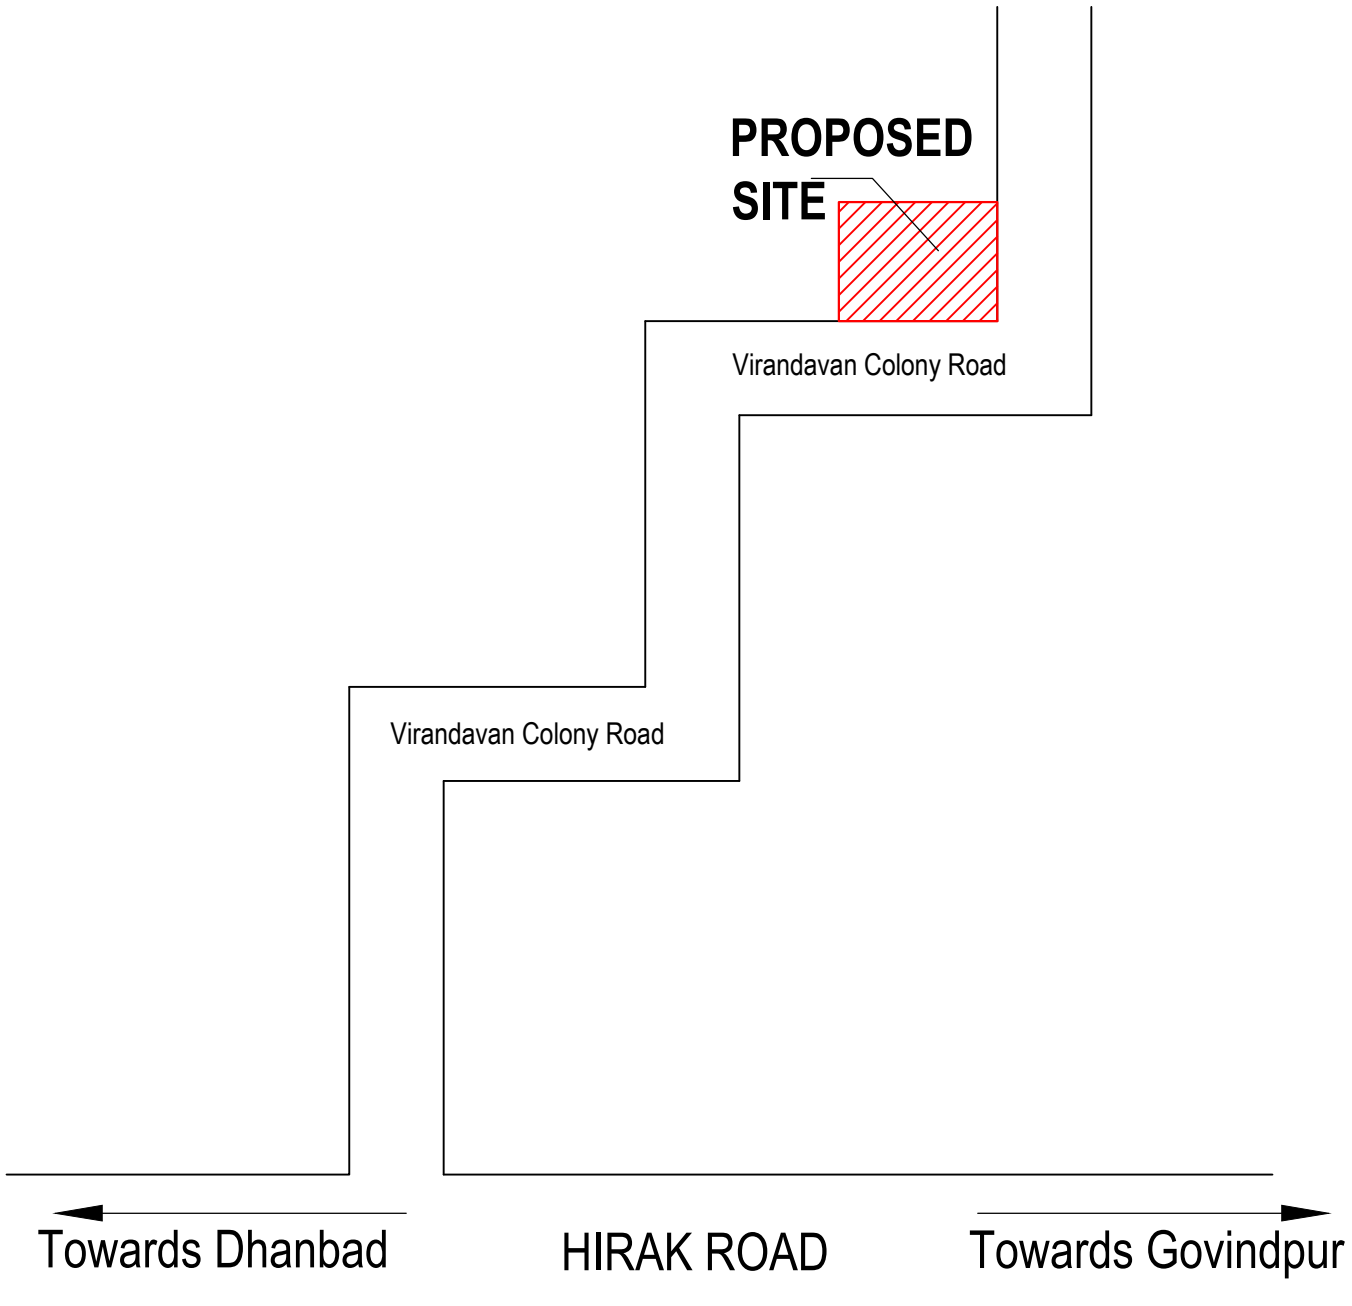 PROPOSED
SITE
Virandavan Colony Road
Virandavan Colony Road
Towards Dhanbad
HIRAK ROAD
Towards Govindpur